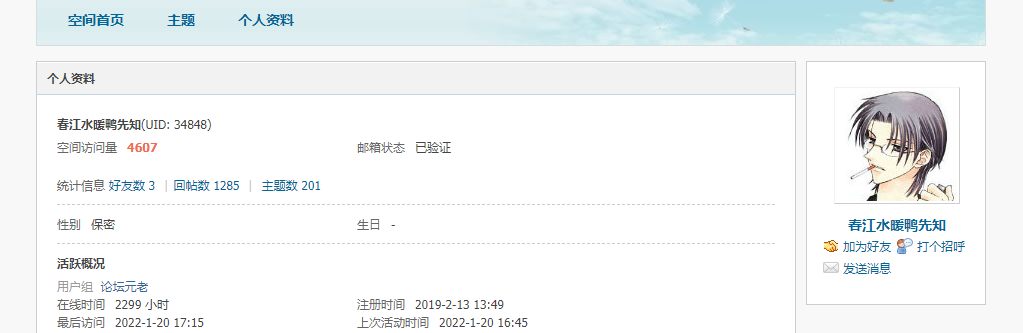 空间首页 主题 个人资料
个人资料
春江水暖鸭先知(UID: 34848)
空间访问量 4607 邮箱状态 已验证
统计信息 好友数 3 | 回帖数 1285 | 主题数 201
性别 保密 生日 -
活跃概况
用户组 论坛元老
在线时间 2299 小时 注册时间 2019-2-13 13:49
最后访问 2022-1-20 17:15 上次活动时间 2022-1-20 16:45
春江水暖鸭先知
加为好友 打个招呼
发送消息